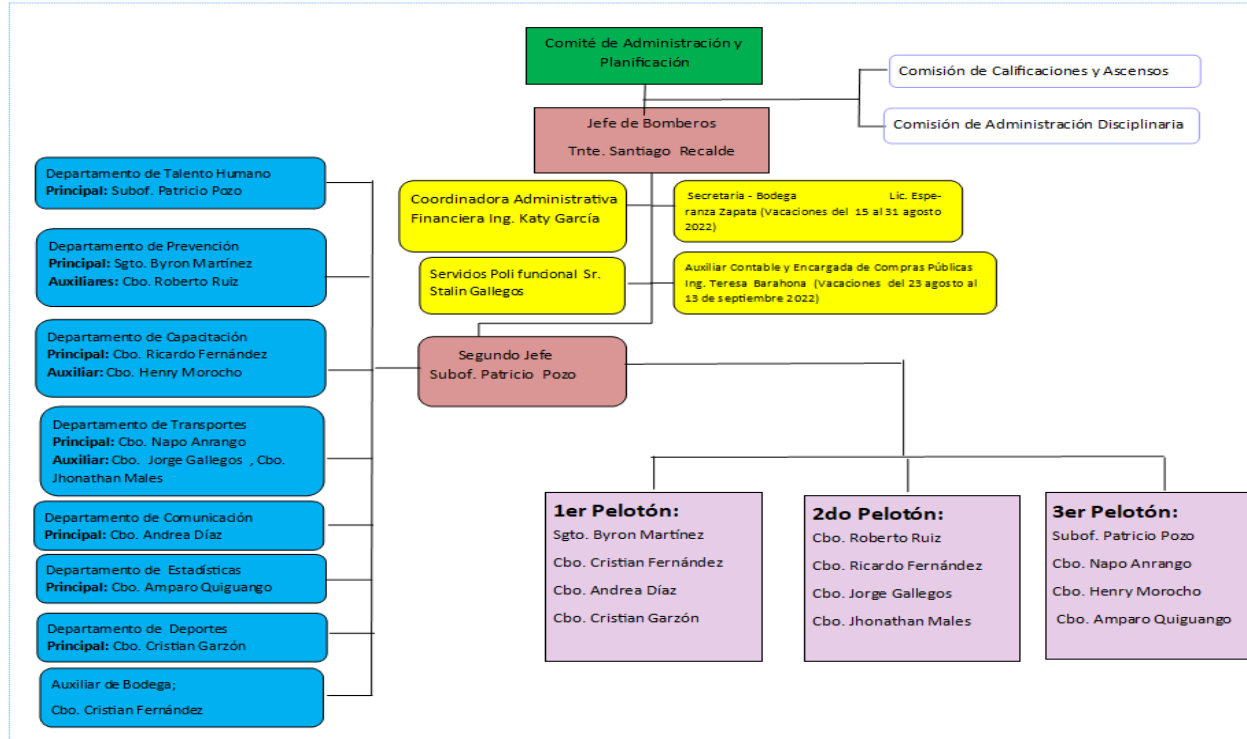 Comité de Administración y
Planificación
Comisión de Calificaciones y Ascensos
Comisión de Administración Disciplinaria
Jefe de Bomberos
Tnte. Santiago Recalde
Coordinadora Administrativa
Financiera Ing. Katy García
Secretaria - Bodega Lic. Espe-
ranza Zapata (Vacaciones del 15 al 31 agosto
2022)
Servicios Poli funcional Sr.
Stalin Gallegos
Auxiliar Contable y Encargada de Compras Públicas
Ing. Teresa Barahona (Vacaciones del 23 agosto al
13 de septiembre 2022)
Segundo Jefe
Subof. Patricio Pozo
Departamento de Talento Humano
Principal: Subof. Patricio Pozo
Departamento de Prevención
Principal: Sgto. Byron Martínez
Auxiliares: Cbo. Roberto Ruiz
Departamento de Capacitación
Principal: Cbo. Ricardo Fernández
Auxiliar: Cbo. Henry Morocho
Departamento de Transportes
Principal: Cbo. Napo Anrango
Auxiliar: Cbo. Jorge Gallegos , Cbo.
Jhonathan Males
Departamento de Comunicación
Principal: Cbo. Andrea Díaz
Departamento de Estadísticas
Principal: Cbo. Amparo Quiguango
Departamento de Deportes
Principal: Cbo. Cristian Garzón
Auxiliar de Bodega;
Cbo. Cristian Fernández
1er Pelotón:
Sgto. Byron Martínez
Cbo. Cristian Fernández
Cbo. Andrea Díaz
Cbo. Cristian Garzón
2do Pelotón:
Cbo. Roberto Ruiz
Cbo. Ricardo Fernández
Cbo. Jorge Gallegos
Cbo. Jhonathan Males
3er Pelotón:
Subof. Patricio Pozo
Cbo. Napo Anrango
Cbo. Henry Morocho
Cbo. Amparo Quiguango